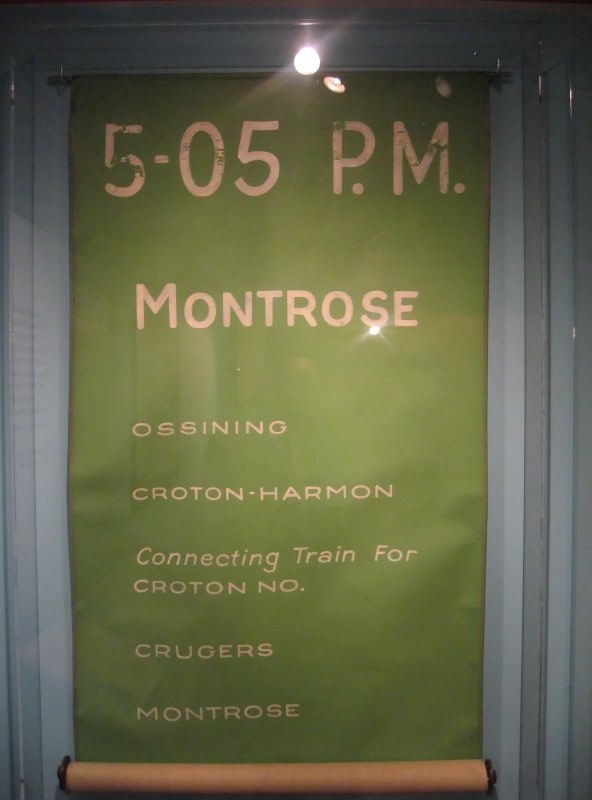 5-05 P.M.
MONTROSE
OSSINING
CROTON-HARMON
Connecting Train For
CROTON NO.
CRUGERS
MONTROSE